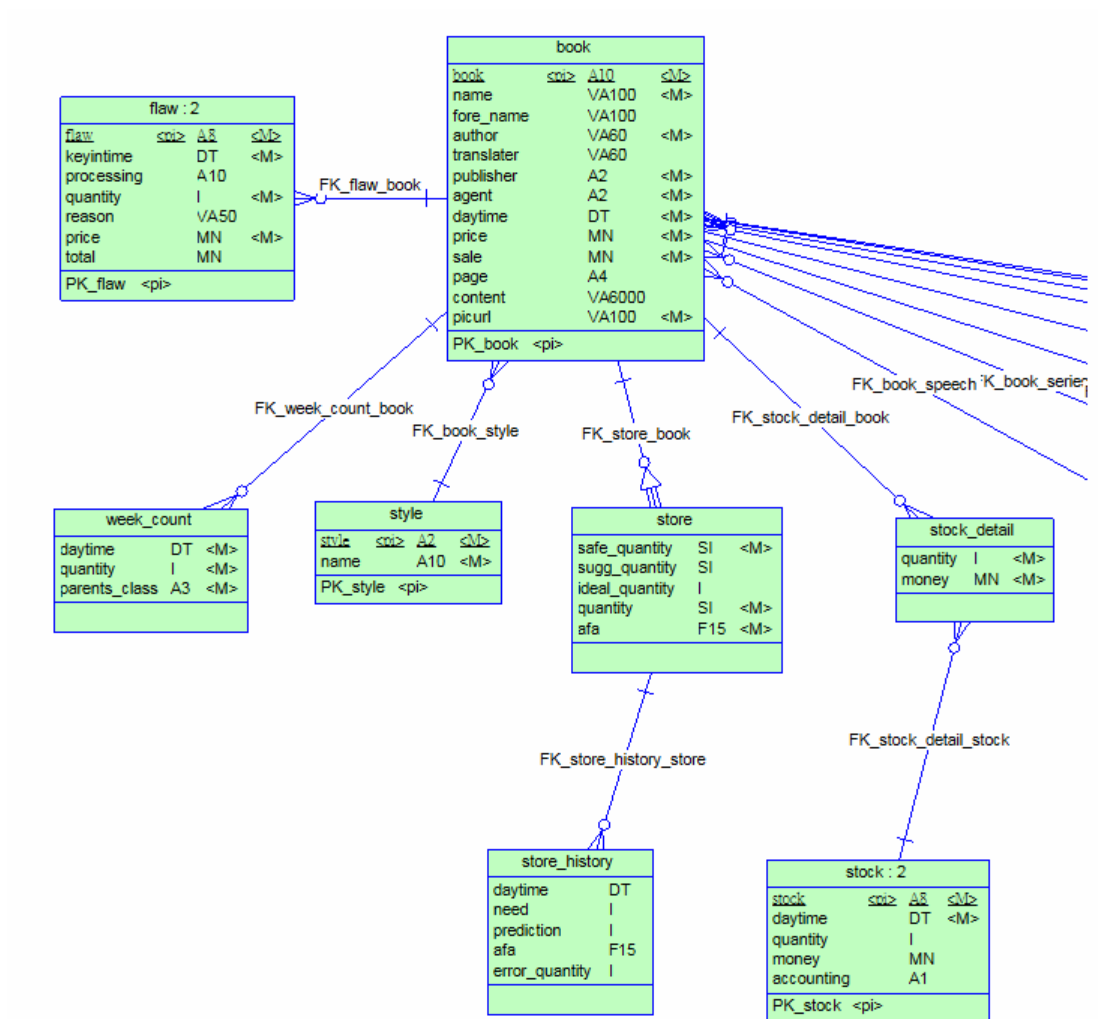 book
book <pi> A10 <M>
name VA100 <M>
fore_name VA100
author VA60 <M>
translater VA60
publisher A2 <M>
agent A2 <M>
daytime DT <M>
price MN <M>
sale MN <M>
page A4
content VA6000
picurl VA100 <M>
PK_book <pi>
flaw : 2
flaw <pi> A8 <M>
keyintime DT <M>
processing A10
quantity I <M>
reason VA50
price MN <M>
total MN
PK_flaw <pi>
FK_flaw_book
FK_week_count_book
FK_book_style
FK_store_book
FK_stock_detail_book
FK_book_speech
FK_book_series
week_count
daytime DT <M>
quantity I <M>
parents_class A3 <M>
style
style <pi> A2 <M>
name A10 <M>
PK_style <pi>
store
safe_quantity SI <M>
sugg_quantity SI
ideal_quantity I
quantity SI <M>
afa F15 <M>
stock_detail
quantity I <M>
money MN <M>
FK_store_history_store
FK_stock_detail_stock
store_history
daytime DT
need I
prediction I
afa F15
error_quantity I
stock : 2
stock <pi> A8 <M>
daytime DT <M>
quantity I
money MN
accounting A1
PK_stock <pi>